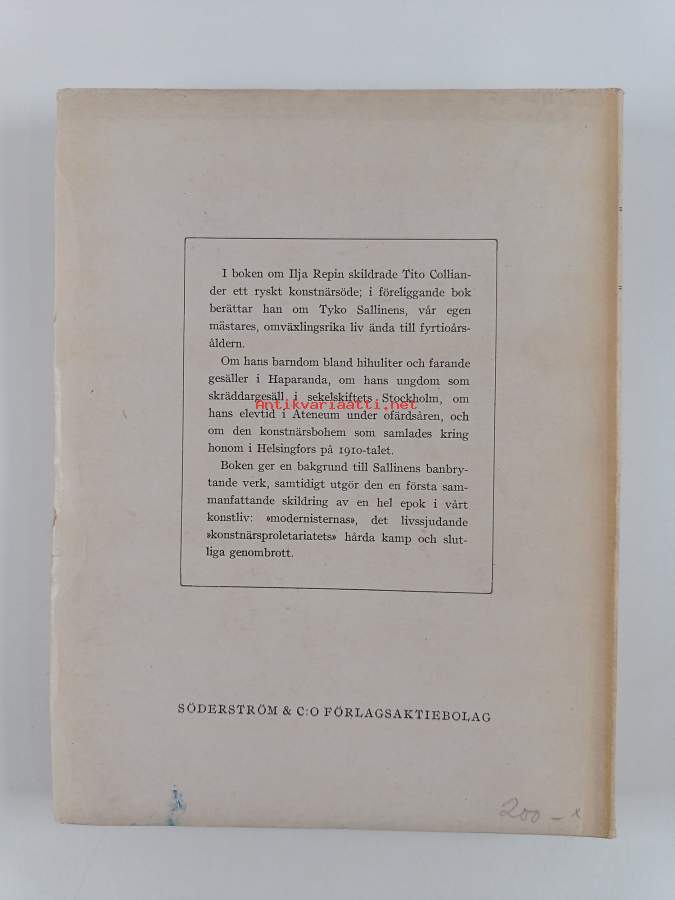 I boken om Ilja Repin skildrade Tito Collian-
der ett ryskt konstnärsöde; i föreliggande bok
berättar han om Tyko Sallinens, vår egen
mästares, omväxlingsrika liv ända till fyrtioårs-
åldern.
Om hans barndom bland hihuliter och farande
gesäller i Haparanda, om hans ungdom som
skräddargesäll i sekelskiftets Stockholm, om
Antikvariaatti.net
hans elevtid i Ateneum under ofärdsåren, och
om den konstnärsbohem som samlades kring
honom i Helsingfors på 1910-talet.
Boken ger en bakgrund till Sallinens banbry-
tande verk, samtidigt utgör den en första sam-
manfattande skildring av en hel epok i vårt
konstliv: »modernisternas», det livssjudande
»konstnärsproletariatets» hårda kamp och slut-
liga genombrott.
SÖDERSTRÖM & C:O FÖRLAGSAKTIEBOLAG
200 –